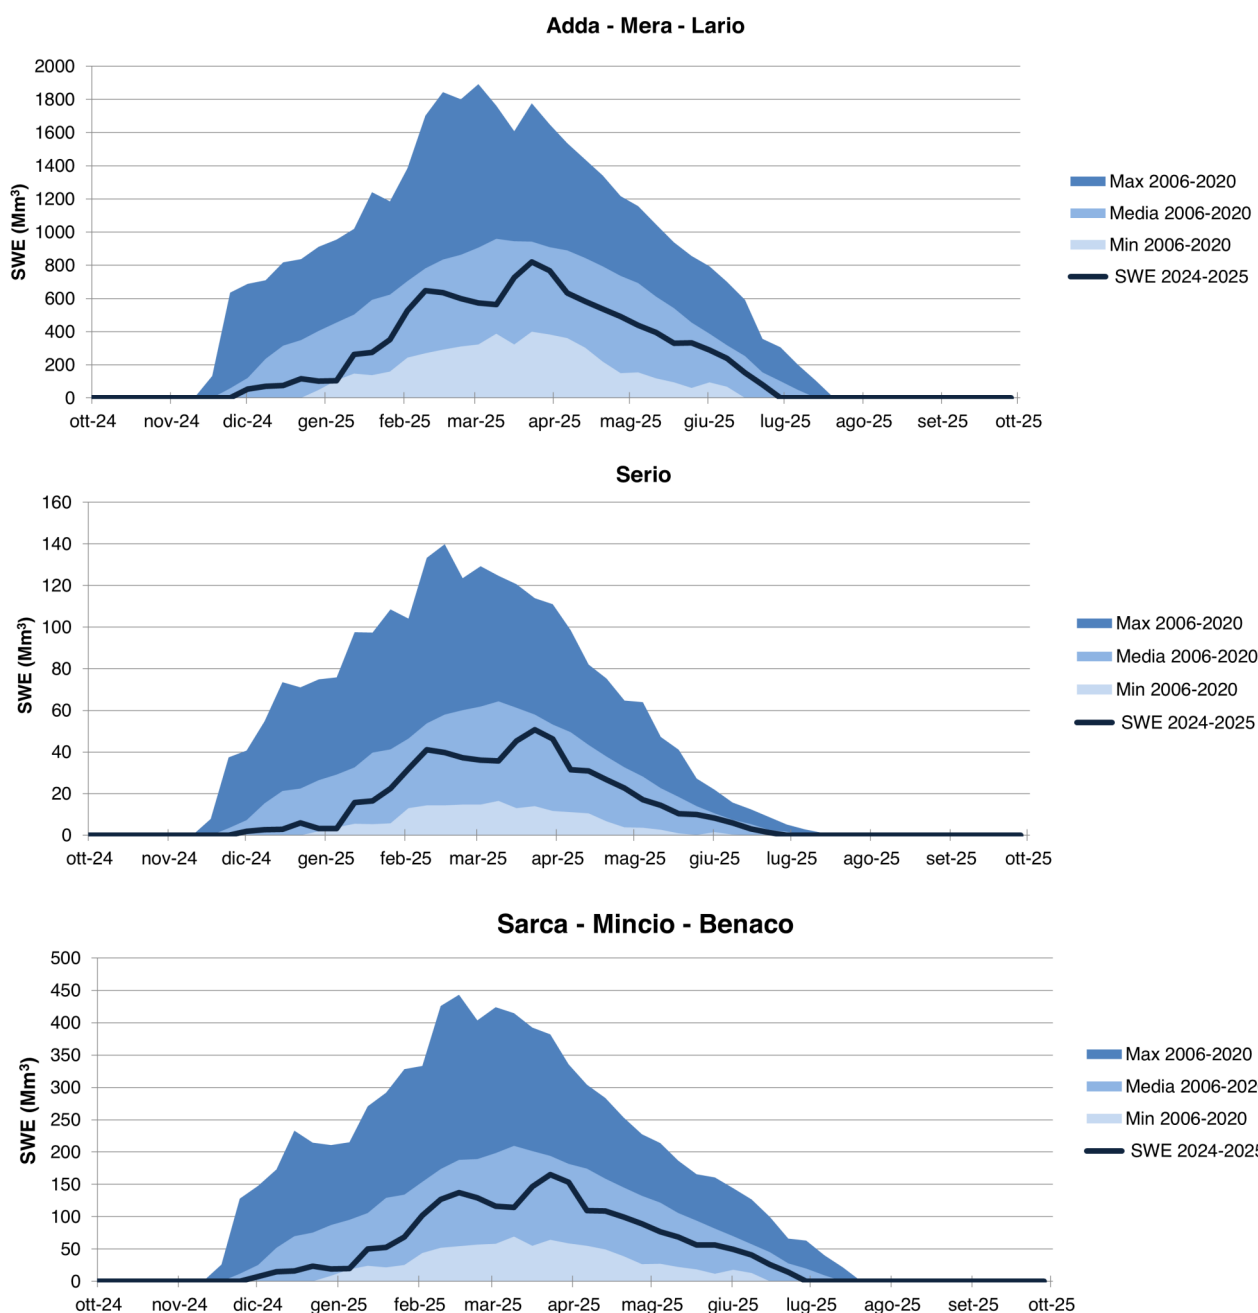 Adda - Mera - Lario
SWE (Mm³)
2000
1800
1600
1400
1200
1000
800
600
400
200
0
ott-24 nov-24 dic-24 gen-25 feb-25 mar-25 apr-25 mag-25 giu-25 lug-25 ago-25 set-25 ott-25
Max 2006-2020
Media 2006-2020
Min 2006-2020
SWE 2024-2025
Serio
SWE (Mm³)
160
140
120
100
80
60
40
20
0
ott-24 nov-24 dic-24 gen-25 feb-25 mar-25 apr-25 mag-25 giu-25 lug-25 ago-25 set-25 ott-25
Max 2006-2020
Media 2006-2020
Min 2006-2020
SWE 2024-2025
Sarca - Mincio - Benaco
SWE (Mm³)
500
450
400
350
300
250
200
150
100
50
0
ott-24 nov-24 dic-24 gen-25 feb-25 mar-25 apr-25 mag-25 giu-25 lug-25 ago-25 set-25 ott-25
Max 2006-2020
Media 2006-202
Min 2006-2020
SWE 2024-2025